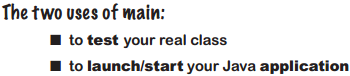 The two uses of main:
■ to test your real class
■ to launch/start your Java application